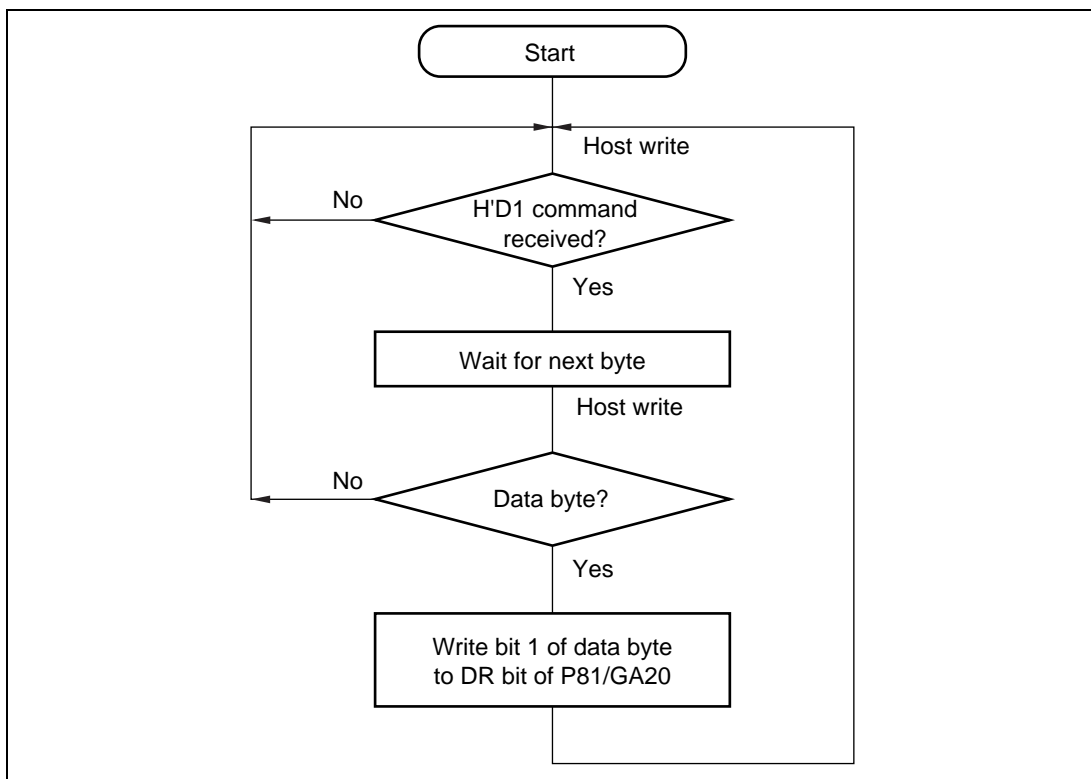 Start
Host write
No
H'D1 command
received?
Yes
Wait for next byte
Host write
No
Data byte?
Yes
Write bit 1 of data byte
to DR bit of P81/GA20